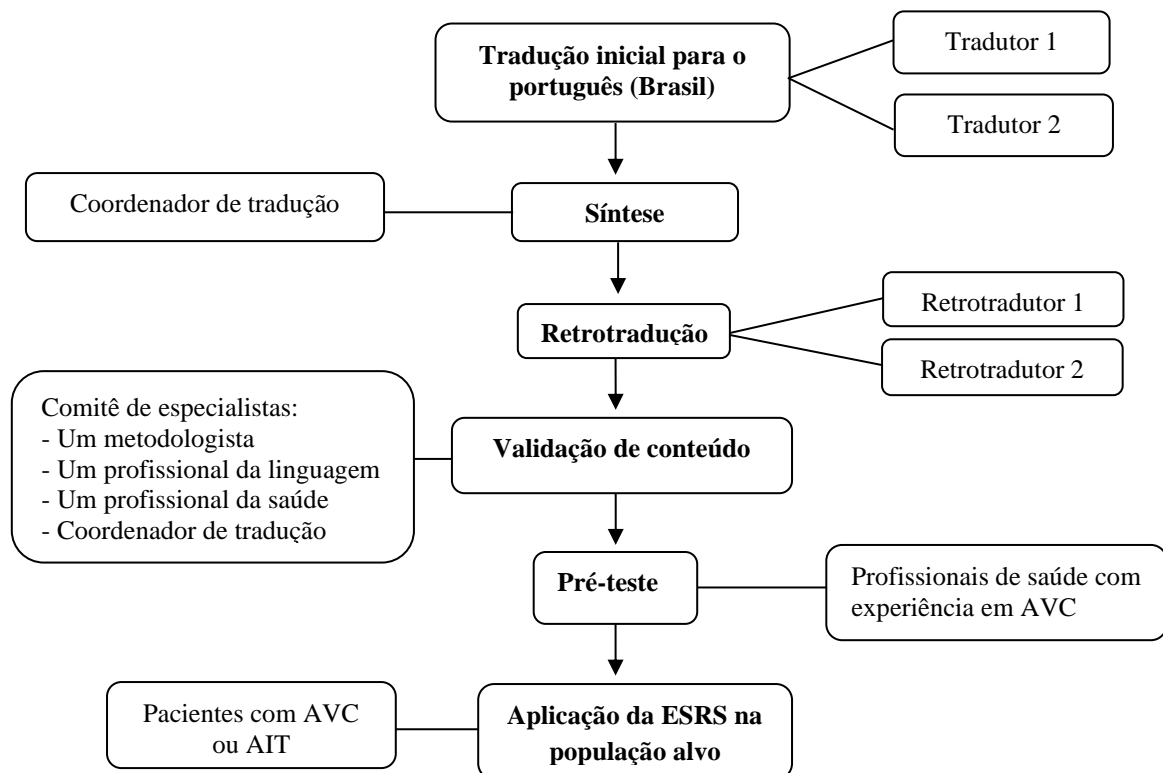 Tradução inicial para o
português (Brasil)
Tradutor 1
Tradutor 2
Coordenador de tradução
Síntese
Retrotradução
Retrotradutor 1
Retrotradutor 2
Comitê de especialistas:
- Um metodologista
- Um profissional da linguagem
- Um profissional da saúde
- Coordenador de tradução
Validação de conteúdo
Pré-teste
Profissionais de saúde com
experiência em AVC
Pacientes com AVC
ou AIT
Aplicação da ESRS na
população alvo